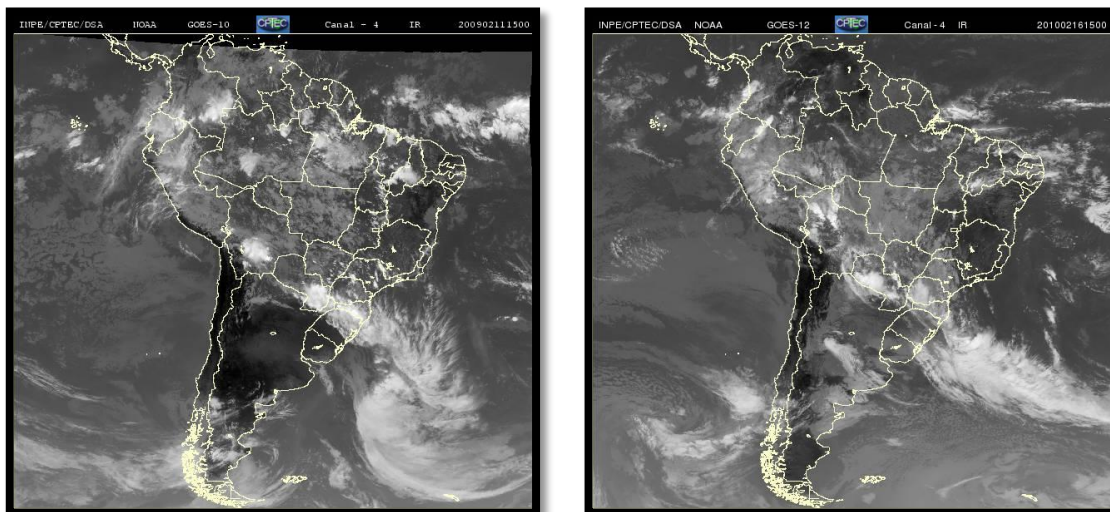 INPE/CPTEC/DSA NOAA GOES-10 CPTEC Canal - 4 IR 200902111500
INPE/CPTEC/DSA NOAA GOES-12 CPTEC Canal - 4 IR 201002161500